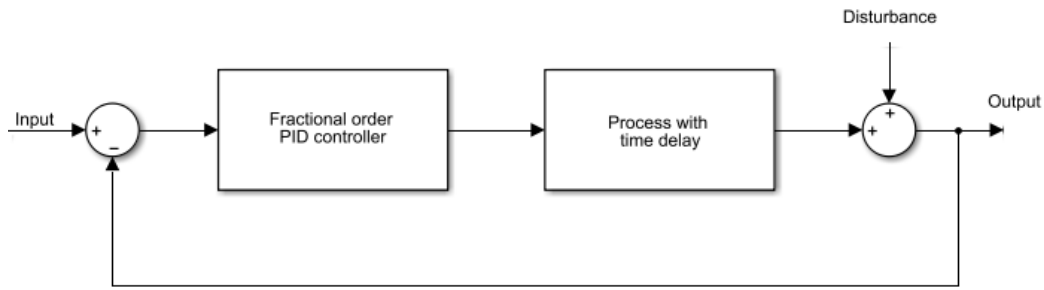 Disturbance
Input
+
−
Fractional order
PID controller
Process with
time delay
+
+
Output